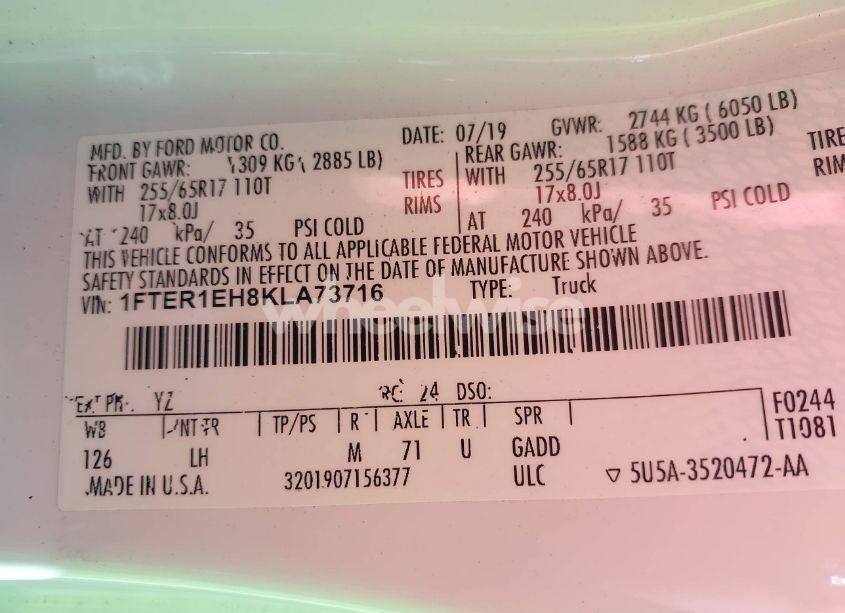 MFD. BY FORD MOTOR CO. DATE: 07/19 GVWR: 2744 KG ( 6050 LB)
FRONT GAWR: 1309 KG ( 2885 LB) REAR GAWR: 1588 KG ( 3500 LB)
WITH 255/65R17 110T TIRES WITH 255/65R17 110T TIRE
17x8.0J RIMS 17x8.0J RIM
AT 240 kPa/ 35 PSI COLD AT 240 kPa/ 35 PSI COLD
THIS VEHICLE CONFORMS TO ALL APPLICABLE FEDERAL MOTOR VEHICLE
SAFETY STANDARDS IN EFFECT ON THE DATE OF MANUFACTURE SHOWN ABOVE.
VIN: 1FTER1EH8KLA73716 TYPE: Truck
wheelwise
EXT PNT: YZ RC: 24 DSO:
WB INT TR TP/PS R AXLE TR SPR F0244
126 LH M 71 U GADD T1081
MADE IN U.S.A. 3201907156377 ULC ▽ 5U5A-3520472-AA